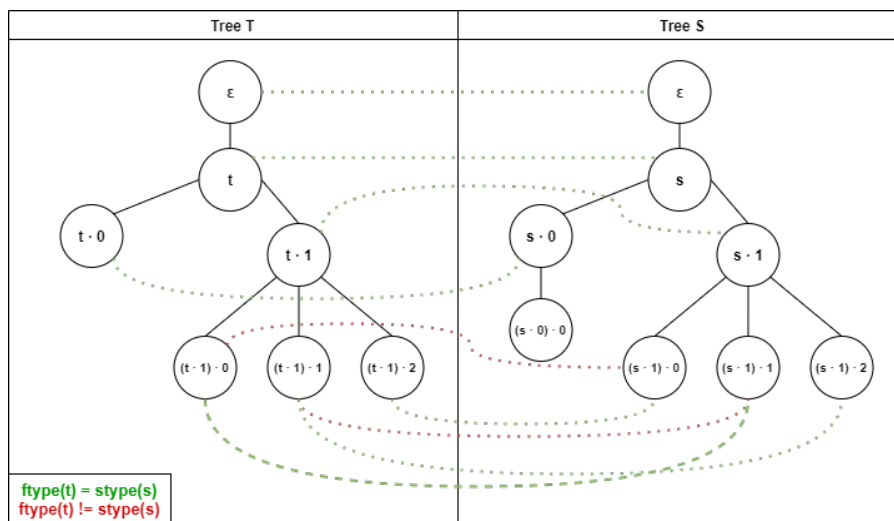 Tree T
Tree S
ε
ε
t
s
t · 0
s · 0
t · 1
s · 1
(s · 0) · 0
(t · 1) · 0
(t · 1) · 1
(t · 1) · 2
(s · 1) · 0
(s · 1) · 1
(s · 1) · 2
ftype(t) = stype(s)
ftype(t) != stype(s)